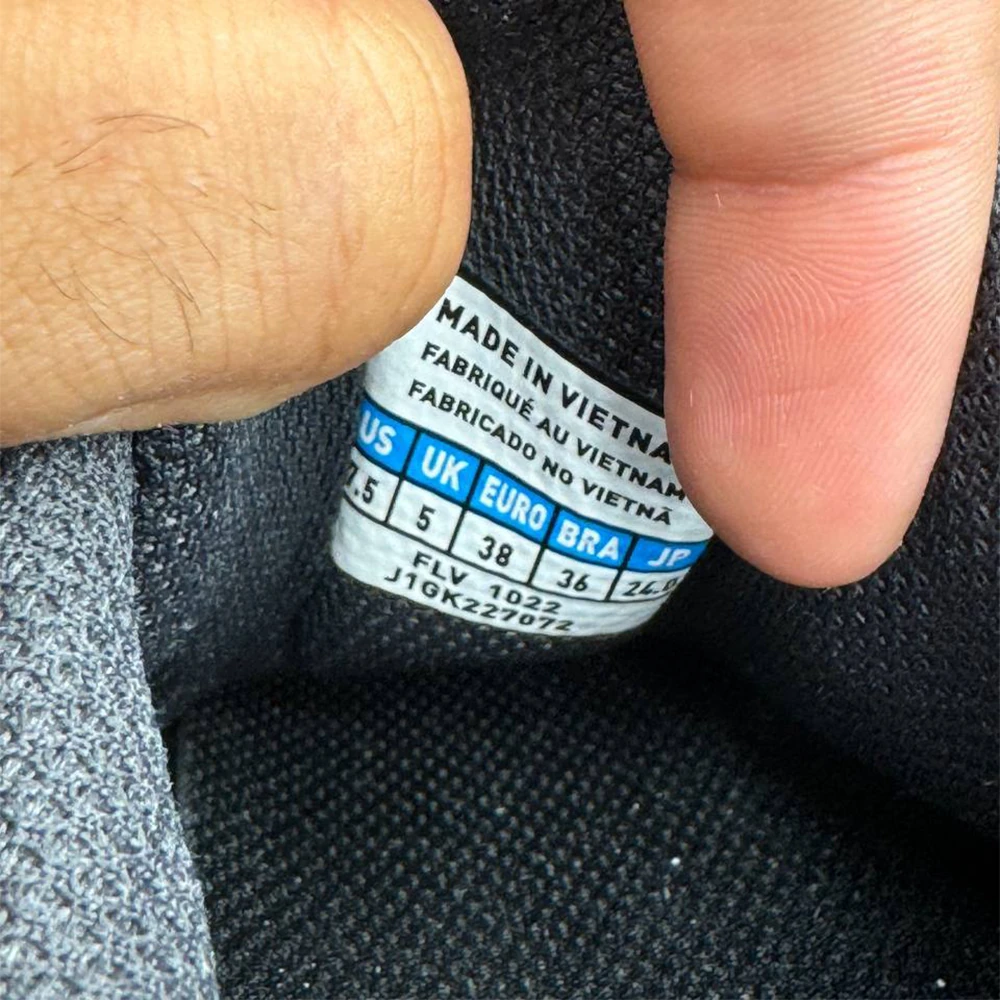 MADE IN VIETNA
FABRIQUÉ AU VIETNAM
FABRICADO NO VIETNÃ
US UK EURO BRA JP
7.5 5 38 36 24.
FLV 1022
J1GK227072